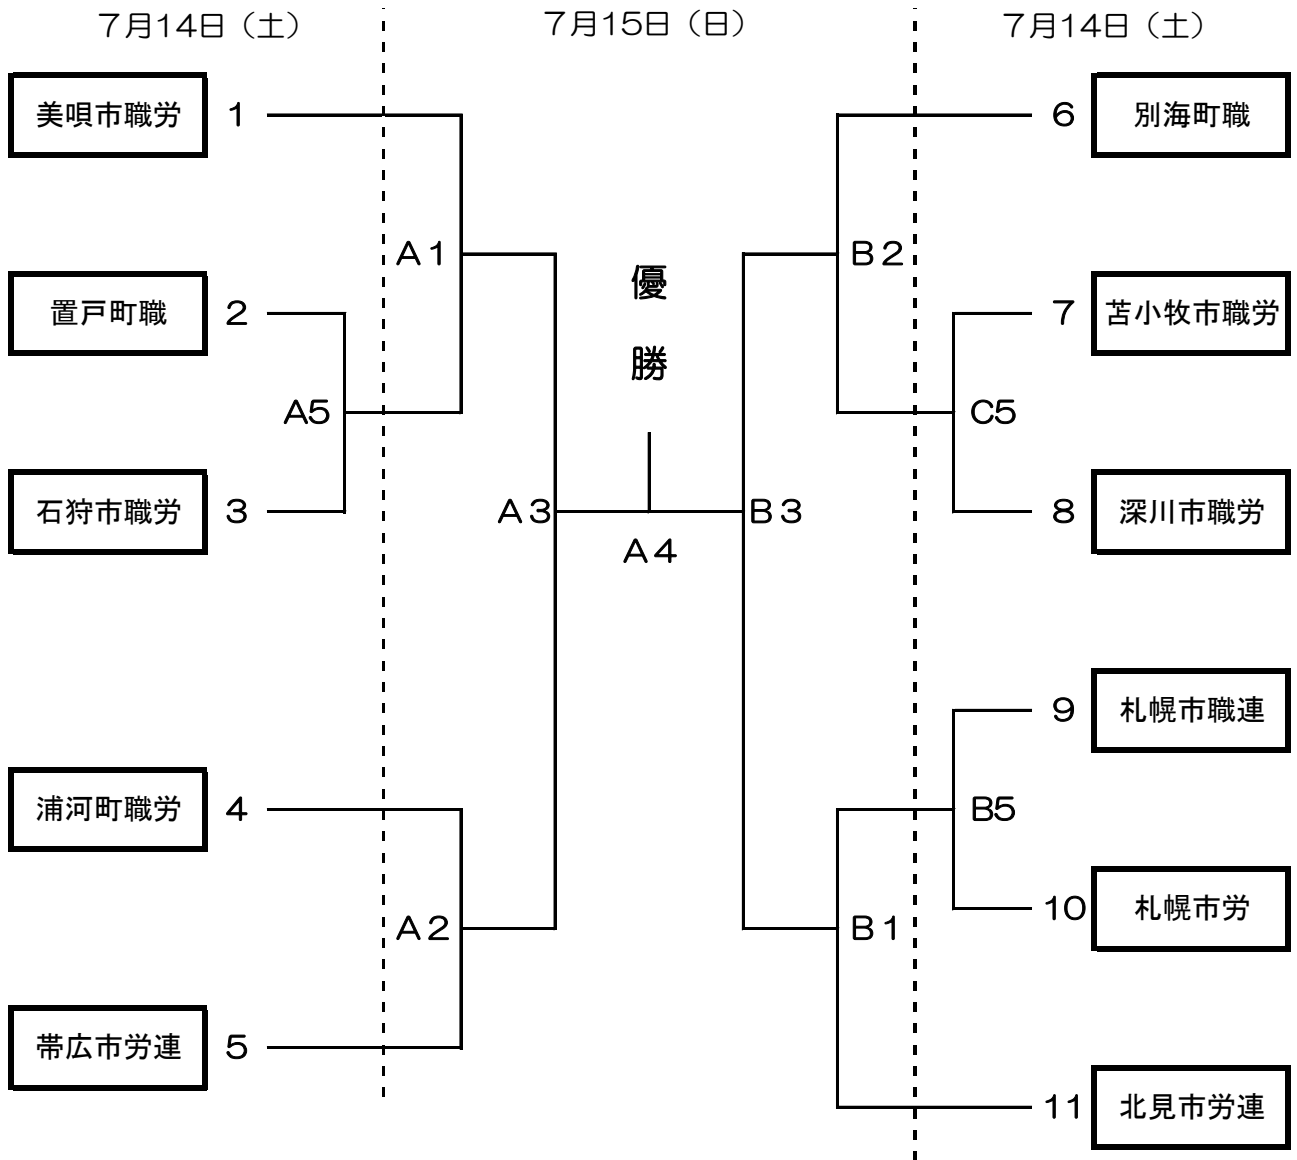 ７月14日（土）
７月15日（日）
７月14日（土）
美唄市職労 1
6 別海町職
A1
B2
優
勝
置戸町職 2
7 苫小牧市職労
A5
C5
石狩市職労 3
A3
B3
8 深川市職労
A4
9 札幌市職連
浦河町職労 4
B5
10 札幌市労
A2
B1
帯広市労連 5
11 北見市労連